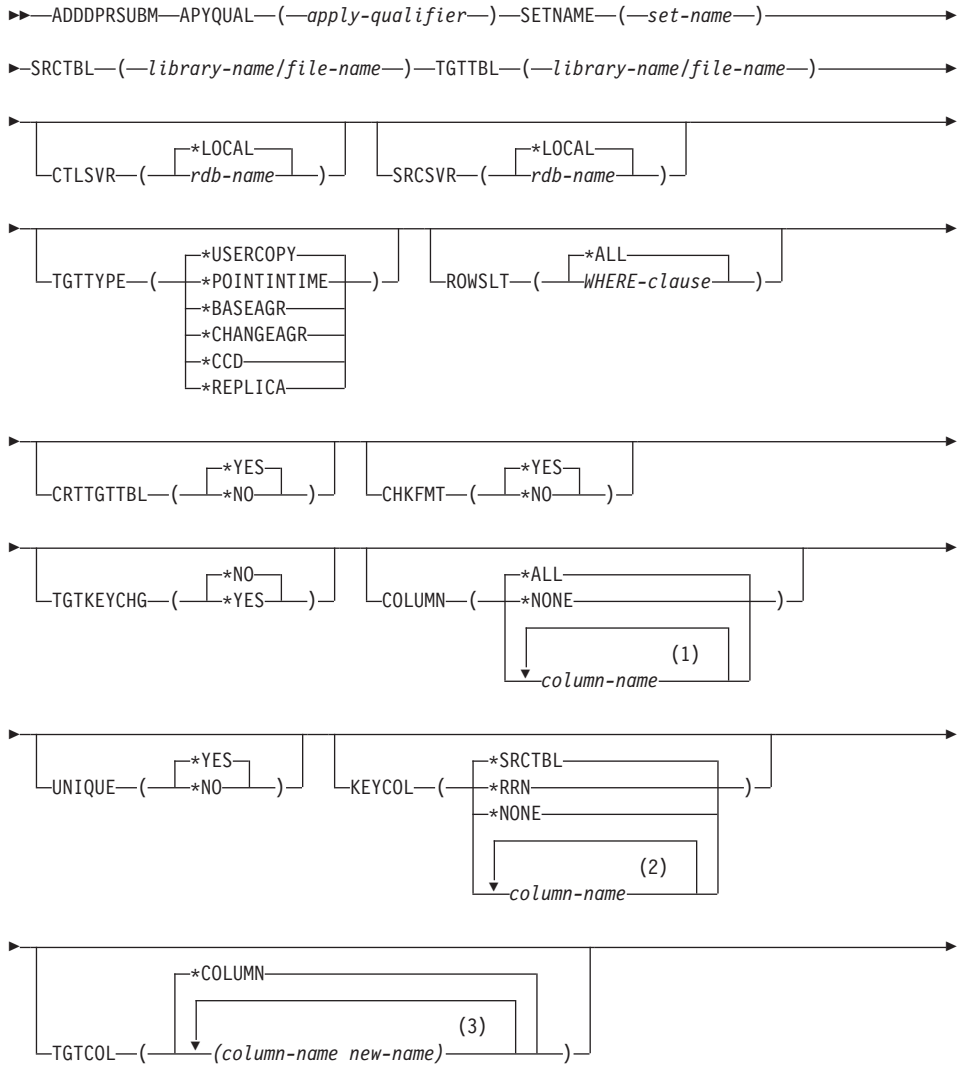 ADDDPRSUBM APYQUAL ( apply-qualifier ) SETNAME ( set-name )
SRCTBL ( library-name/file-name ) TGTTBL ( library-name/file-name )
*LOCAL *LOCAL
CTLSVR ( rdb-name ) SRCSVR ( rdb-name )
*USERCOPY *ALL
TGTTYPE ( *POINTINTIME ) ROWSLT ( WHERE-clause )
*BASEAGR
*CHANGEAGR
*CCD
*REPLICA
*YES *YES
CRTTGTTBL ( *NO ) CHKFMT ( *NO )
*NO *ALL
TGTKEYCHG ( *YES ) COLUMN ( *NONE )
(1)
column-name
*YES *SRCTBL
UNIQUE ( *NO ) KEYCOL ( *RRN )
*NONE
(2)
column-name
*COLUMN
(3)
TGTCOL ( (column-name new-name) )